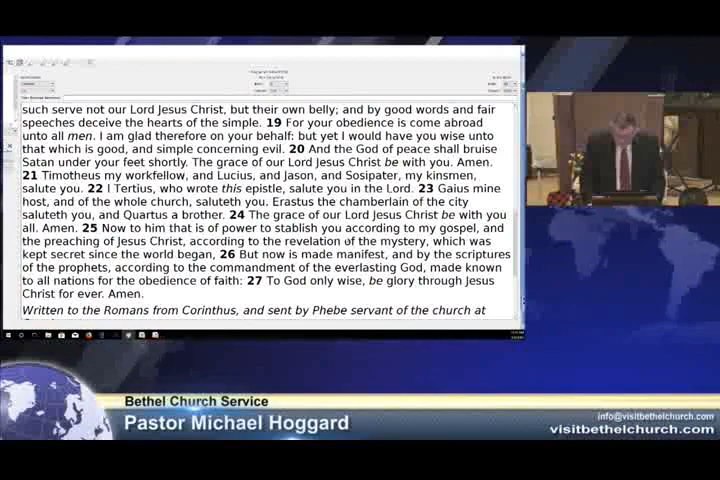 such serve not our Lord Jesus Christ, but their own belly; and by good words and fair
speeches deceive the hearts of the simple. 19 For your obedience is come abroad
unto all men. I am glad therefore on your behalf: but yet I would have you wise unto
that which is good, and simple concerning evil. 20 And the God of peace shall bruise
Satan under your feet shortly. The grace of our Lord Jesus Christ be with you. Amen.
21 Timotheus my workfellow, and Lucius, and Jason, and Sosipater, my kinsmen,
salute you. 22 I Tertius, who wrote this epistle, salute you in the Lord. 23 Gaius mine
host, and of the whole church, saluteth you. Erastus the chamberlain of the city
saluteth you, and Quartus a brother. 24 The grace of our Lord Jesus Christ be with you
all. Amen. 25 Now to him that is of power to stablish you according to my gospel, and
the preaching of Jesus Christ, according to the revelation of the mystery, which was
kept secret since the world began, 26 But now is made manifest, and by the scriptures
of the prophets, according to the commandment of the everlasting God, made known
to all nations for the obedience of faith: 27 To God only wise, be glory through Jesus
Christ for ever. Amen.
Written to the Romans from Corinthus, and sent by Phebe servant of the church at
Bethel Church Service
Pastor Michael Hoggard
info@visitbethelchurch.com
visitbethelchurch.com